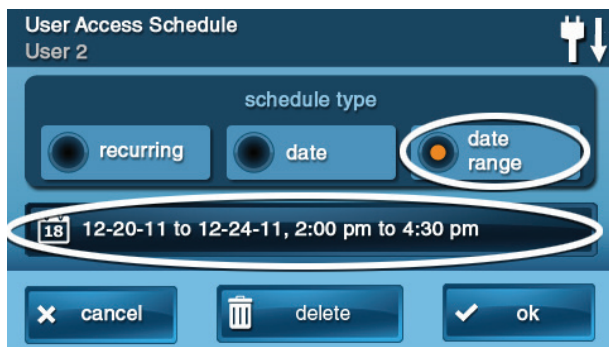 User Access Schedule
User 2
schedule type
recurring
date
date
range
18
12-20-11 to 12-24-11, 2:00 pm to 4:30 pm
cancel
delete
ok